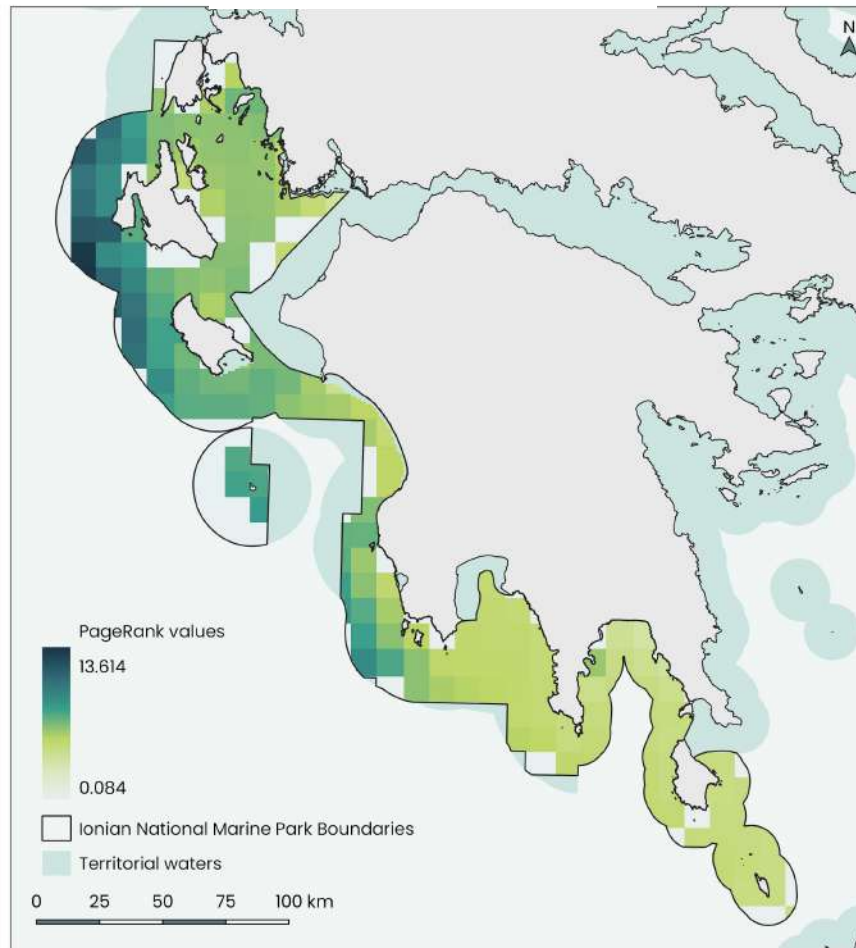 N
PageRank values
13.614
0.084
Ionian National Marine Park Boundaries
Territorial waters
0 25 50 75 100 km